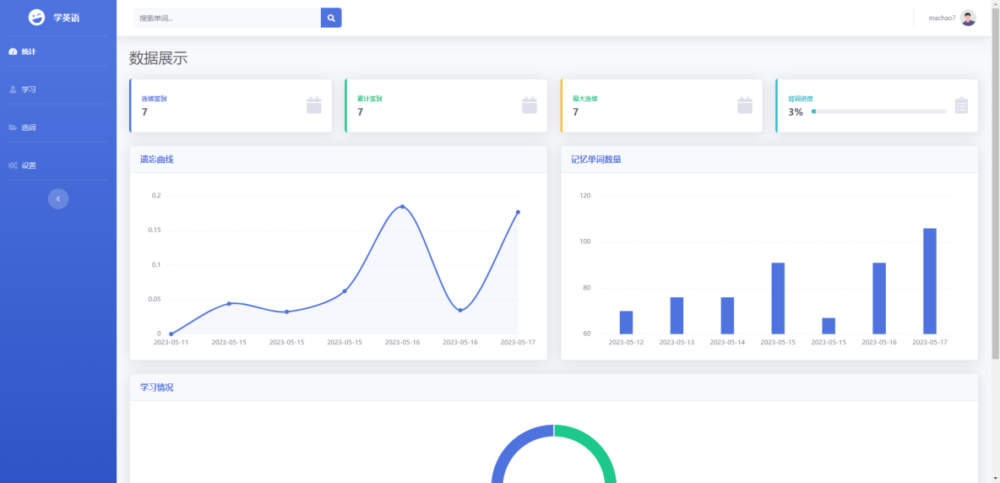 学英语
搜索单词...
machao7
统计
学习
选词
设置
数据展示
连续签到
7
累计签到
7
最大连续
7
背词进度
3%
遗忘曲线
0.2
0.15
0.1
0.05
0
2023-05-11 2023-05-15 2023-05-15 2023-05-15 2023-05-16 2023-05-16 2023-05-17
记忆单词数量
120
100
80
60
2023-05-12 2023-05-13 2023-05-14 2023-05-15 2023-05-15 2023-05-16 2023-05-17
学习情况